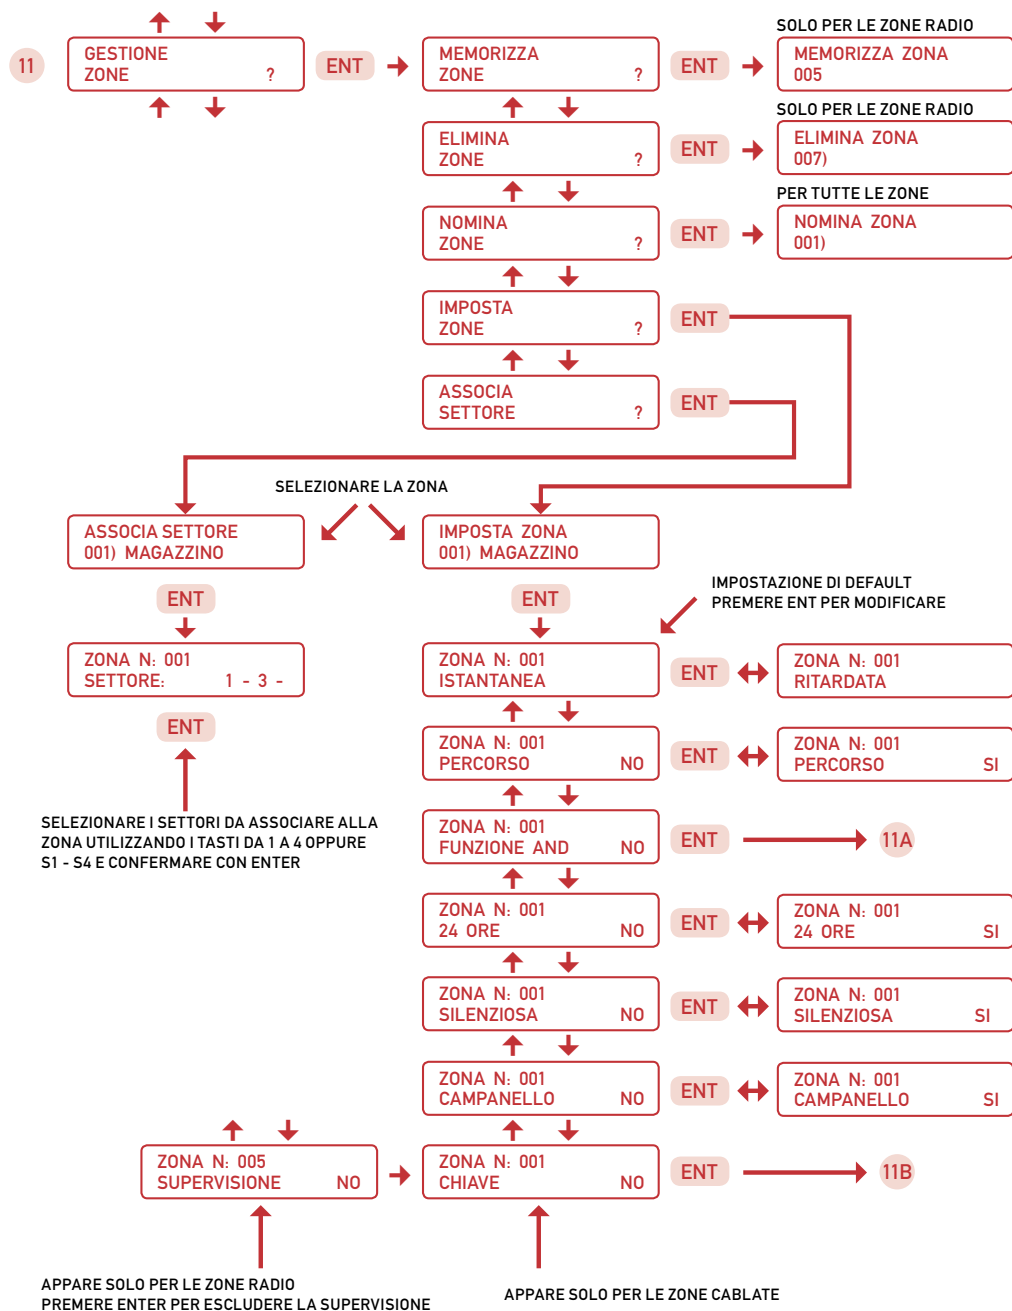 SOLO PER LE ZONE RADIO
11
GESTIONE
ZONE ?
ENT
MEMORIZZA
ZONE ?
ENT
MEMORIZZA ZONA
005
SOLO PER LE ZONE RADIO
ELIMINA
ZONE ?
ENT
ELIMINA ZONA
007)
PER TUTTE LE ZONE
NOMINA
ZONE ?
ENT
NOMINA ZONA
001)
IMPOSTA
ZONE ?
ENT
ASSOCIA
SETTORE ?
ENT
SELEZIONARE LA ZONA
ASSOCIA SETTORE
001) MAGAZZINO
IMPOSTA ZONA
001) MAGAZZINO
IMPOSTAZIONE DI DEFAULT
PREMERE ENT PER MODIFICARE
ENT
ENT
ZONA N: 001
SETTORE: 1 - 3 -
ENT
ZONA N: 001
ISTANTANEA
ENT
ZONA N: 001
RITARDATA
ZONA N: 001
PERCORSO NO
ENT
ZONA N: 001
PERCORSO SI
SELEZIONARE I SETTORI DA ASSOCIARE ALLA
ZONA UTILIZZANDO I TASTI DA 1 A 4 OPPURE
S1 - S4 E CONFERMARE CON ENTER
ZONA N: 001
FUNZIONE AND NO
ENT
11A
ZONA N: 001
24 ORE NO
ENT
ZONA N: 001
24 ORE SI
ZONA N: 001
SILENZIOSA NO
ENT
ZONA N: 001
SILENZIOSA SI
ZONA N: 001
CAMPANELLO NO
ENT
ZONA N: 001
CAMPANELLO SI
ZONA N: 005
SUPERVISIONE NO
ZONA N: 001
CHIAVE NO
ENT
11B
APPARE SOLO PER LE ZONE RADIO
PREMERE ENTER PER ESCLUDERE LA SUPERVISIONE
APPARE SOLO PER LE ZONE CABLATE